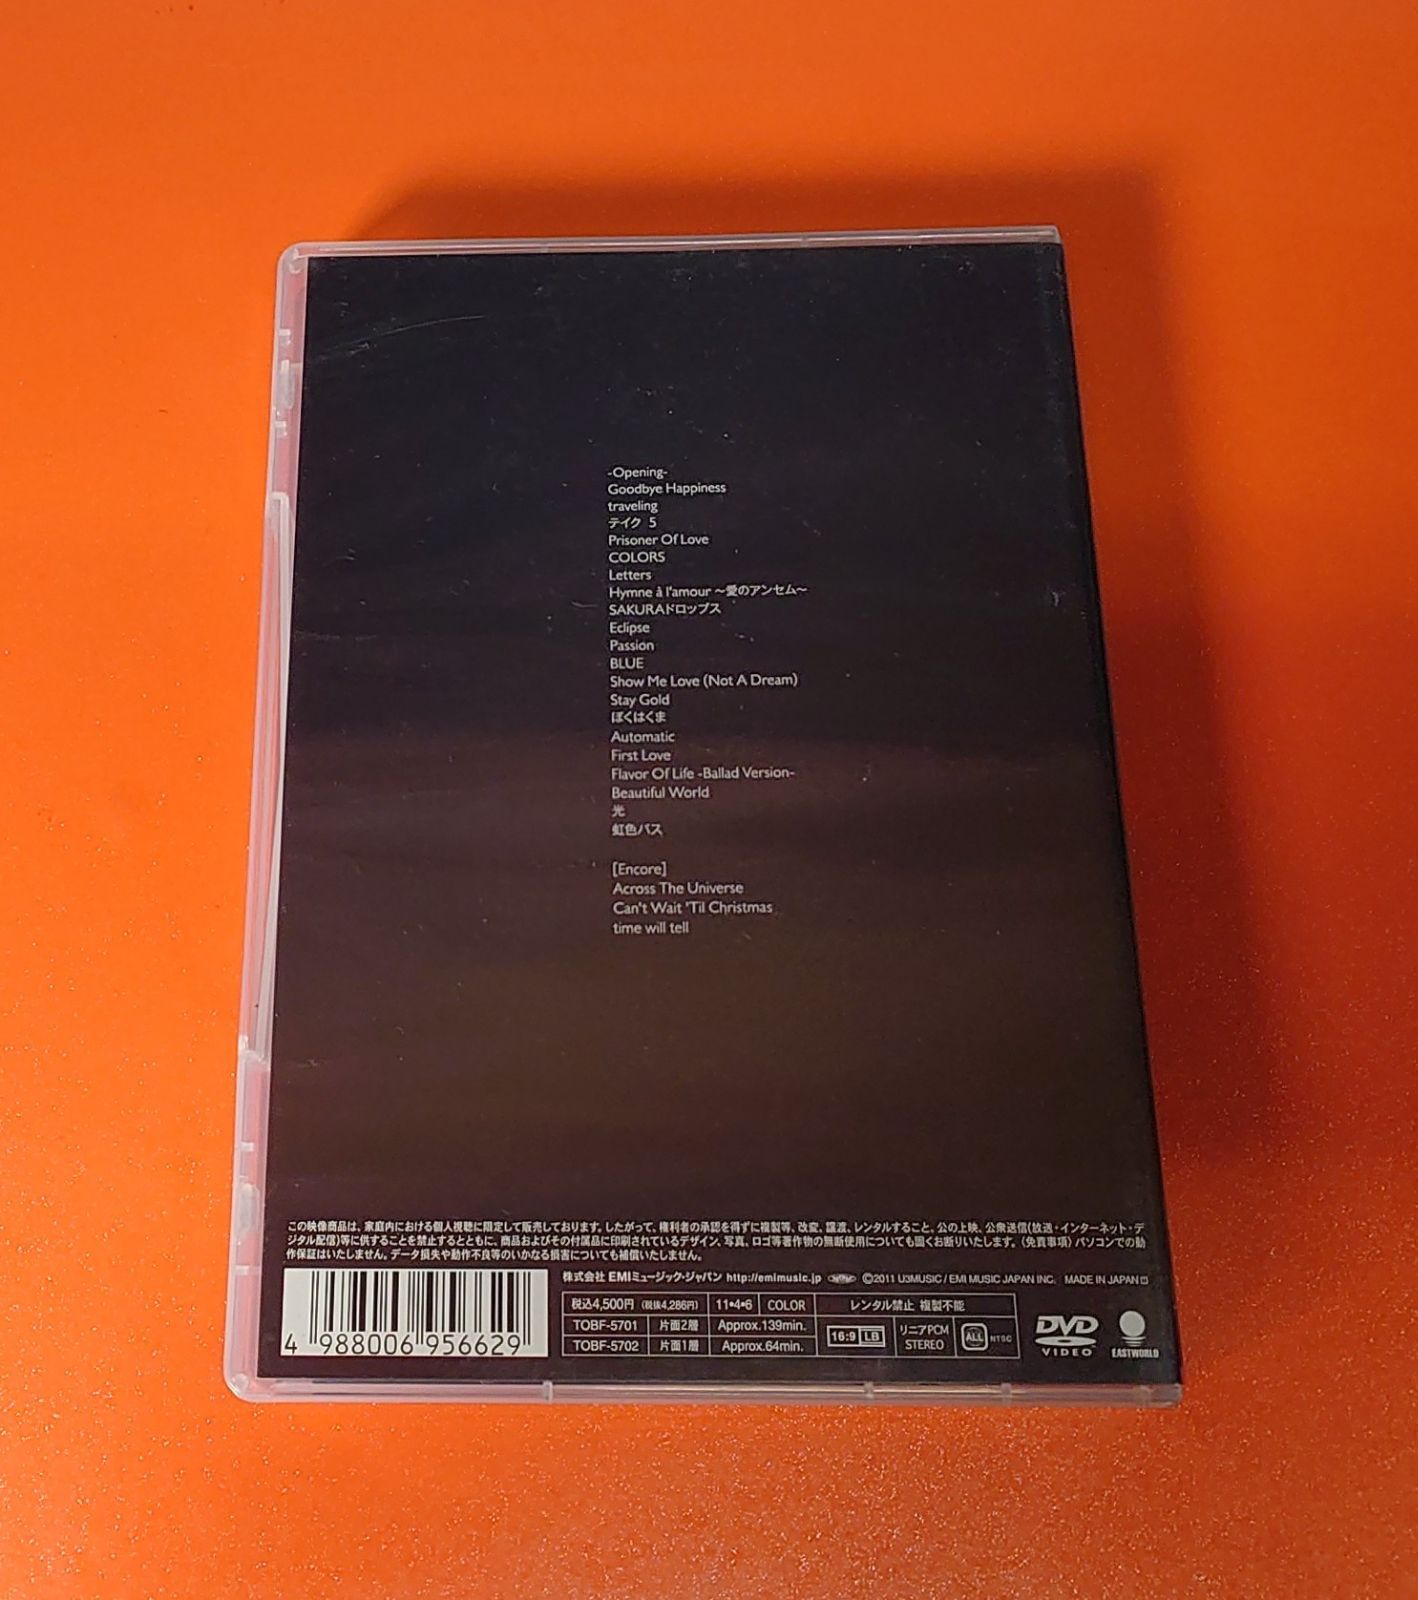 -Opening-
Goodbye Happiness
traveling
テイク 5
Prisoner Of Love
COLORS
Letters
Hymne à l'amour 〜愛のアンセム〜
SAKURAドロップス
Eclipse
Passion
BLUE
Show Me Love (Not A Dream)
Stay Gold
ぼくはくま
Automatic
First Love
Flavor Of Life -Ballad Version-
Beautiful World
光
虹色バス
[Encore]
Across The Universe
Can't Wait 'Til Christmas
time will tell
この映像商品は、家庭内における個人視聴に限定して販売しております。したがって、権利者の承認を得ずに複製等、改変、譲渡、レンタルすること、公の上映、公衆送信(放送・インターネット・デ
ジタル配信)等に供することを禁止するとともに、商品およびその付属品に印刷されているデザイン、写真、ロゴ等著作物の無断使用についても固くお断りいたします。〈免責事項〉パソコンでの動
作保証はいたしません。データ損失や動作不良等のいかなる損害についても補償いたしません。
株式会社 EMIミュージック・ジャパン http://emimusic.jp ©2011 U3MUSIC / EMI MUSIC JAPAN INC. MADE IN JAPAN
税込4,500円 (税抜4,286円) 11•4•6 COLOR レンタル禁止 複製不能
TOBF-5701 片面2層 Approx.139min.
TOBF-5702 片面1層 Approx.64min.
16:9 LB リニアPCM STEREO ALL NTSC
DVD VIDEO
EASTWORLD
4 988006 956629